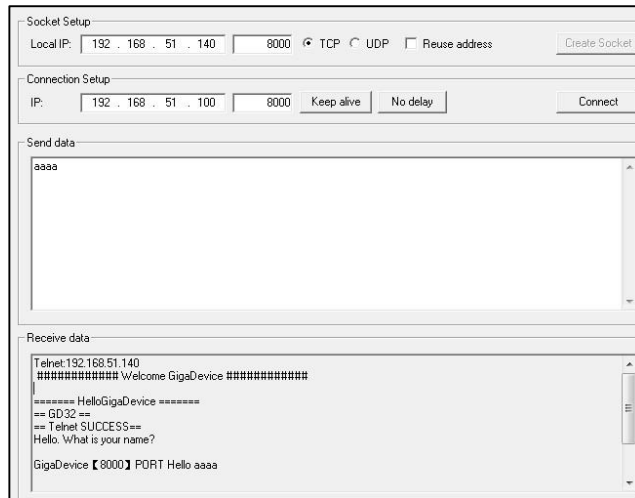 Socket Setup
Local IP: 192 . 168 . 51 . 140 8000 TCP UDP Reuse address Create Socket
Connection Setup
IP: 192 . 168 . 51 . 100 8000 Keep alive No delay Connect
Send data
aaaa
Receive data
Telnet:192.168.51.140
############ Welcome GigaDevice ############
======= HelloGigaDevice =======
== GD32 ==
== Telnet SUCCESS==
Hello. What is your name?
GigaDevice【8000】PORT Hello aaaa